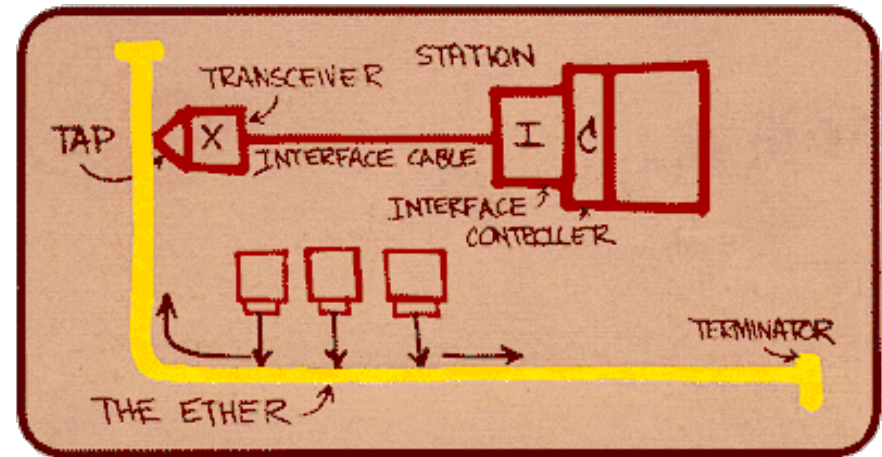 STATION
TRANSCEIVER
TAP
X
I
C
INTERFACE CABLE
INTERFACE
CONTROLLER
TERMINATOR
THE ETHER